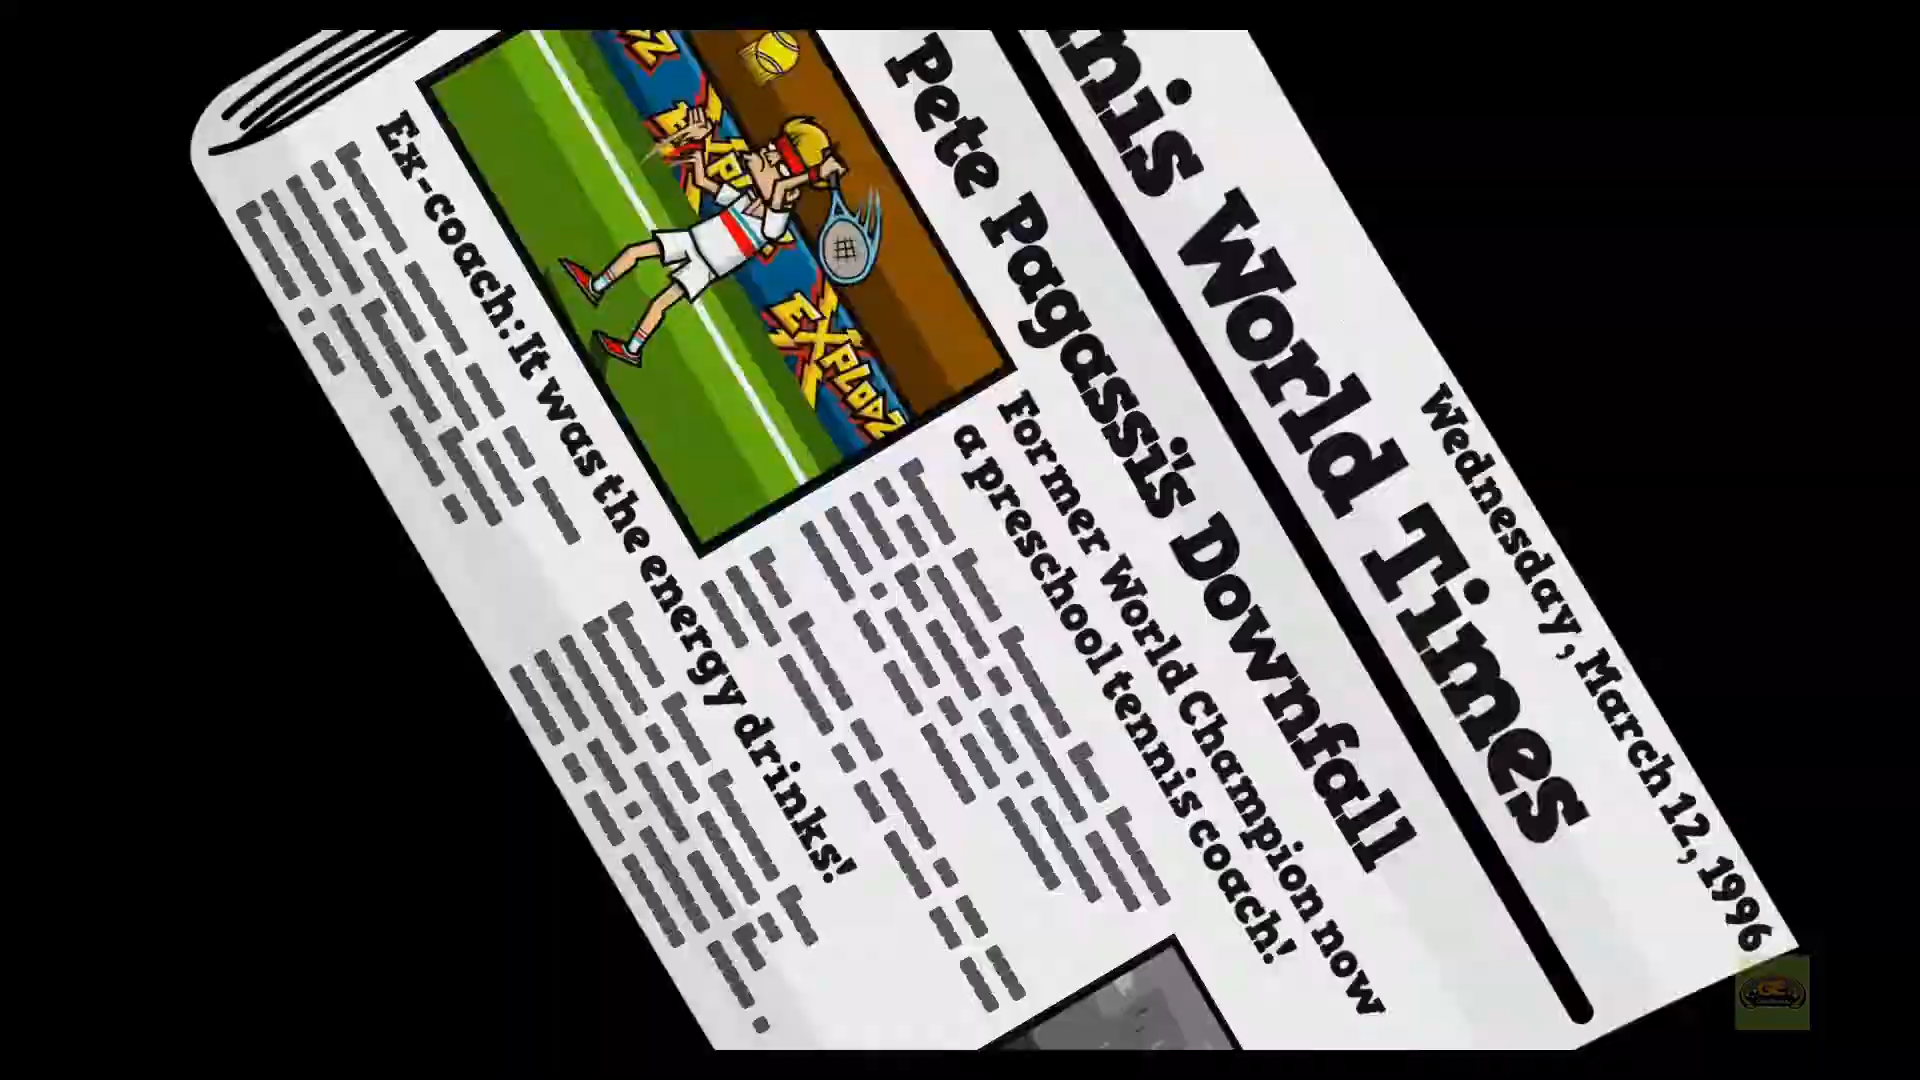 Wednesday, March 12, 1996
nis World Times
Pete Pagassi's Downfall
Former World Champion now
a preschool tennis coach!
EXPLODZ
Ex-coach: It was the energy drinks!